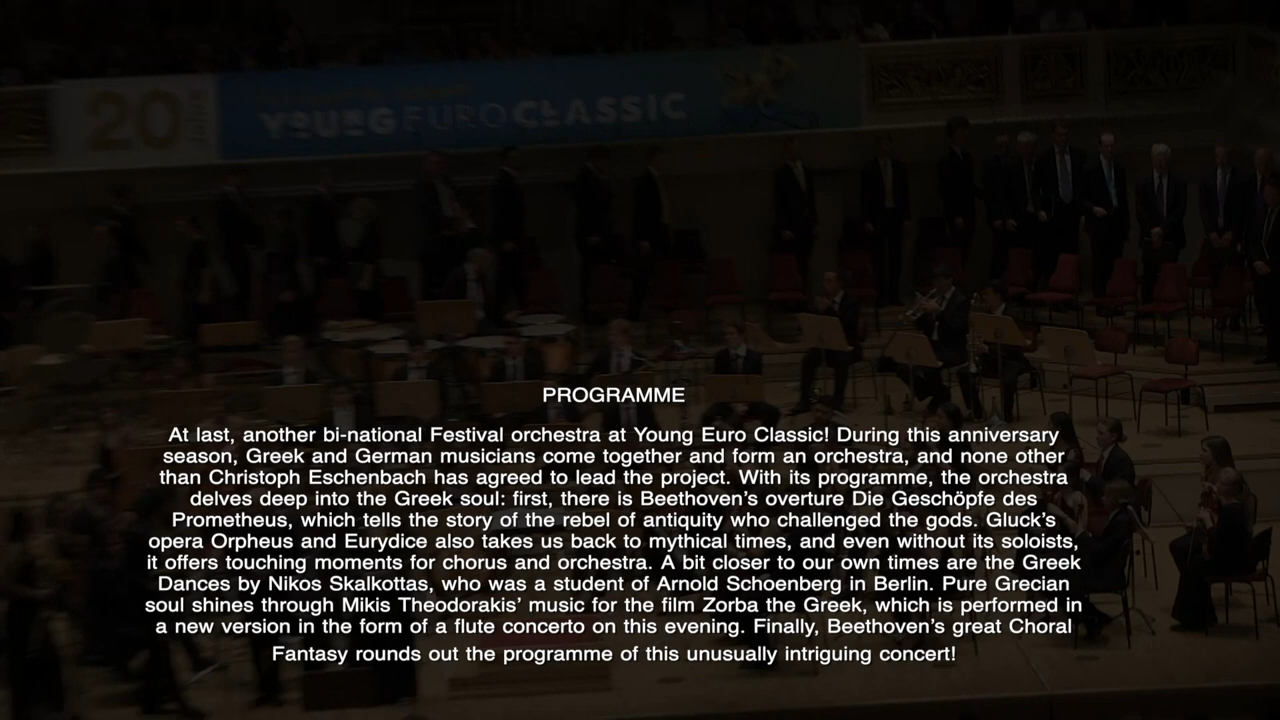 20
YOUNG EURO CLASSIC
PROGRAMME
At last, another bi-national Festival orchestra at Young Euro Classic! During this anniversary
season, Greek and German musicians come together and form an orchestra, and none other
than Christoph Eschenbach has agreed to lead the project. With its programme, the orchestra
delves deep into the Greek soul: first, there is Beethoven’s overture Die Geschöpfe des
Prometheus, which tells the story of the rebel of antiquity who challenged the gods. Gluck’s
opera Orpheus and Eurydice also takes us back to mythical times, and even without its soloists,
it offers touching moments for chorus and orchestra. A bit closer to our own times are the Greek
Dances by Nikos Skalkottas, who was a student of Arnold Schoenberg in Berlin. Pure Grecian
soul shines through Mikis Theodorakis’ music for the film Zorba the Greek, which is performed in
a new version in the form of a flute concerto on this evening. Finally, Beethoven’s great Choral
Fantasy rounds out the programme of this unusually intriguing concert!